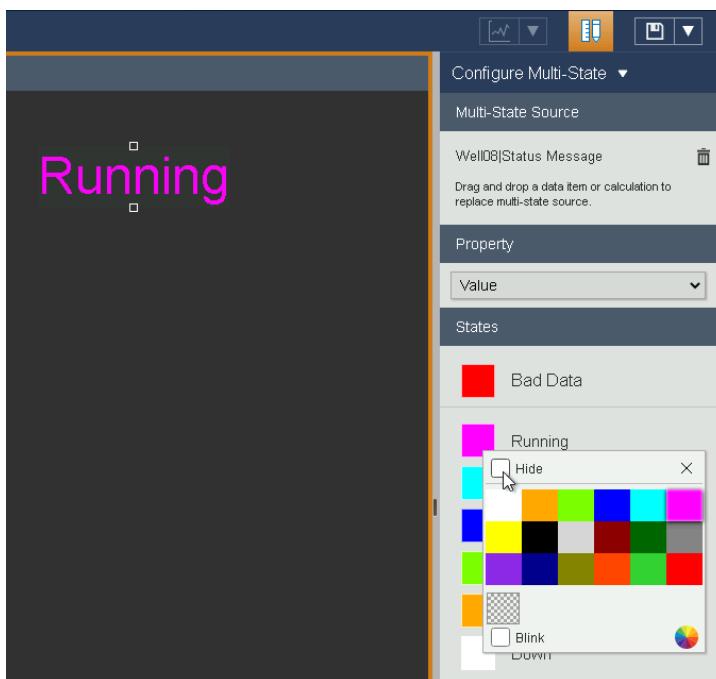 Configure Multi-State
Multi-State Source
Running
Well08|Status Message
Drag and drop a data item or calculation to
replace multi-state source.
Property
Value
States
Bad Data
Running
Hide
Blink
Down